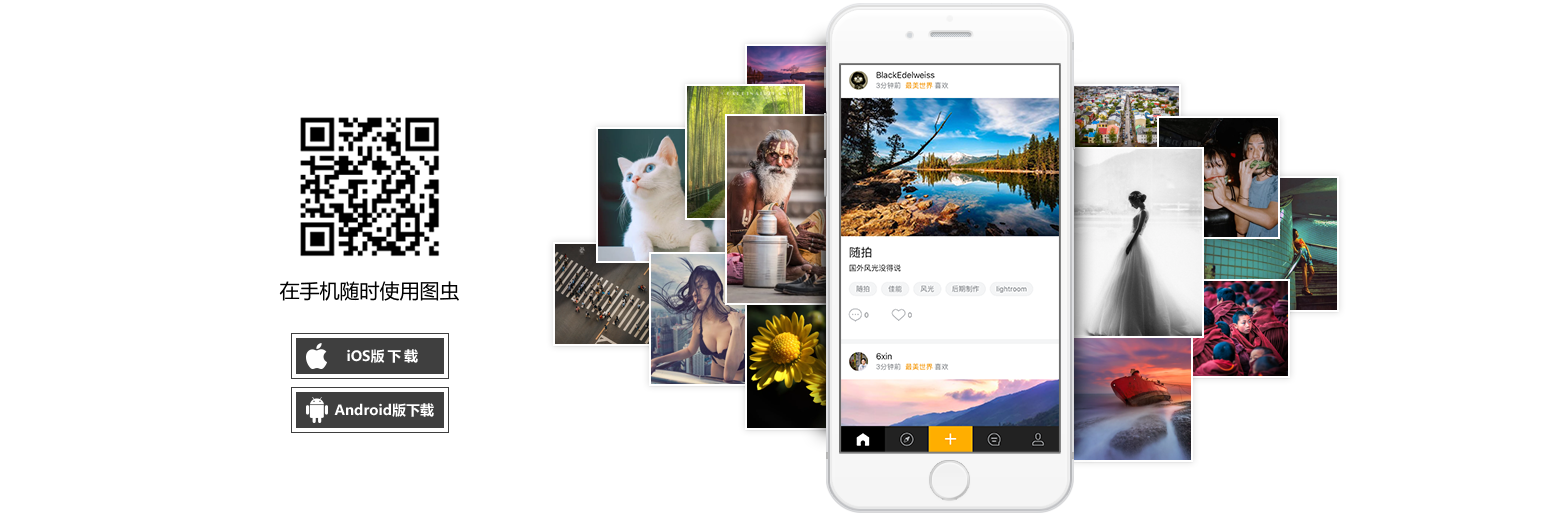 在手机随时使用图虫
iOS版下载
Android版下载
BlackEdelweiss
3分钟前 最美世界 喜欢
随拍
国外风光没得说
随拍 佳能 风光 后期制作 lightroom
0 0
6xin
3分钟前 最美世界 喜欢